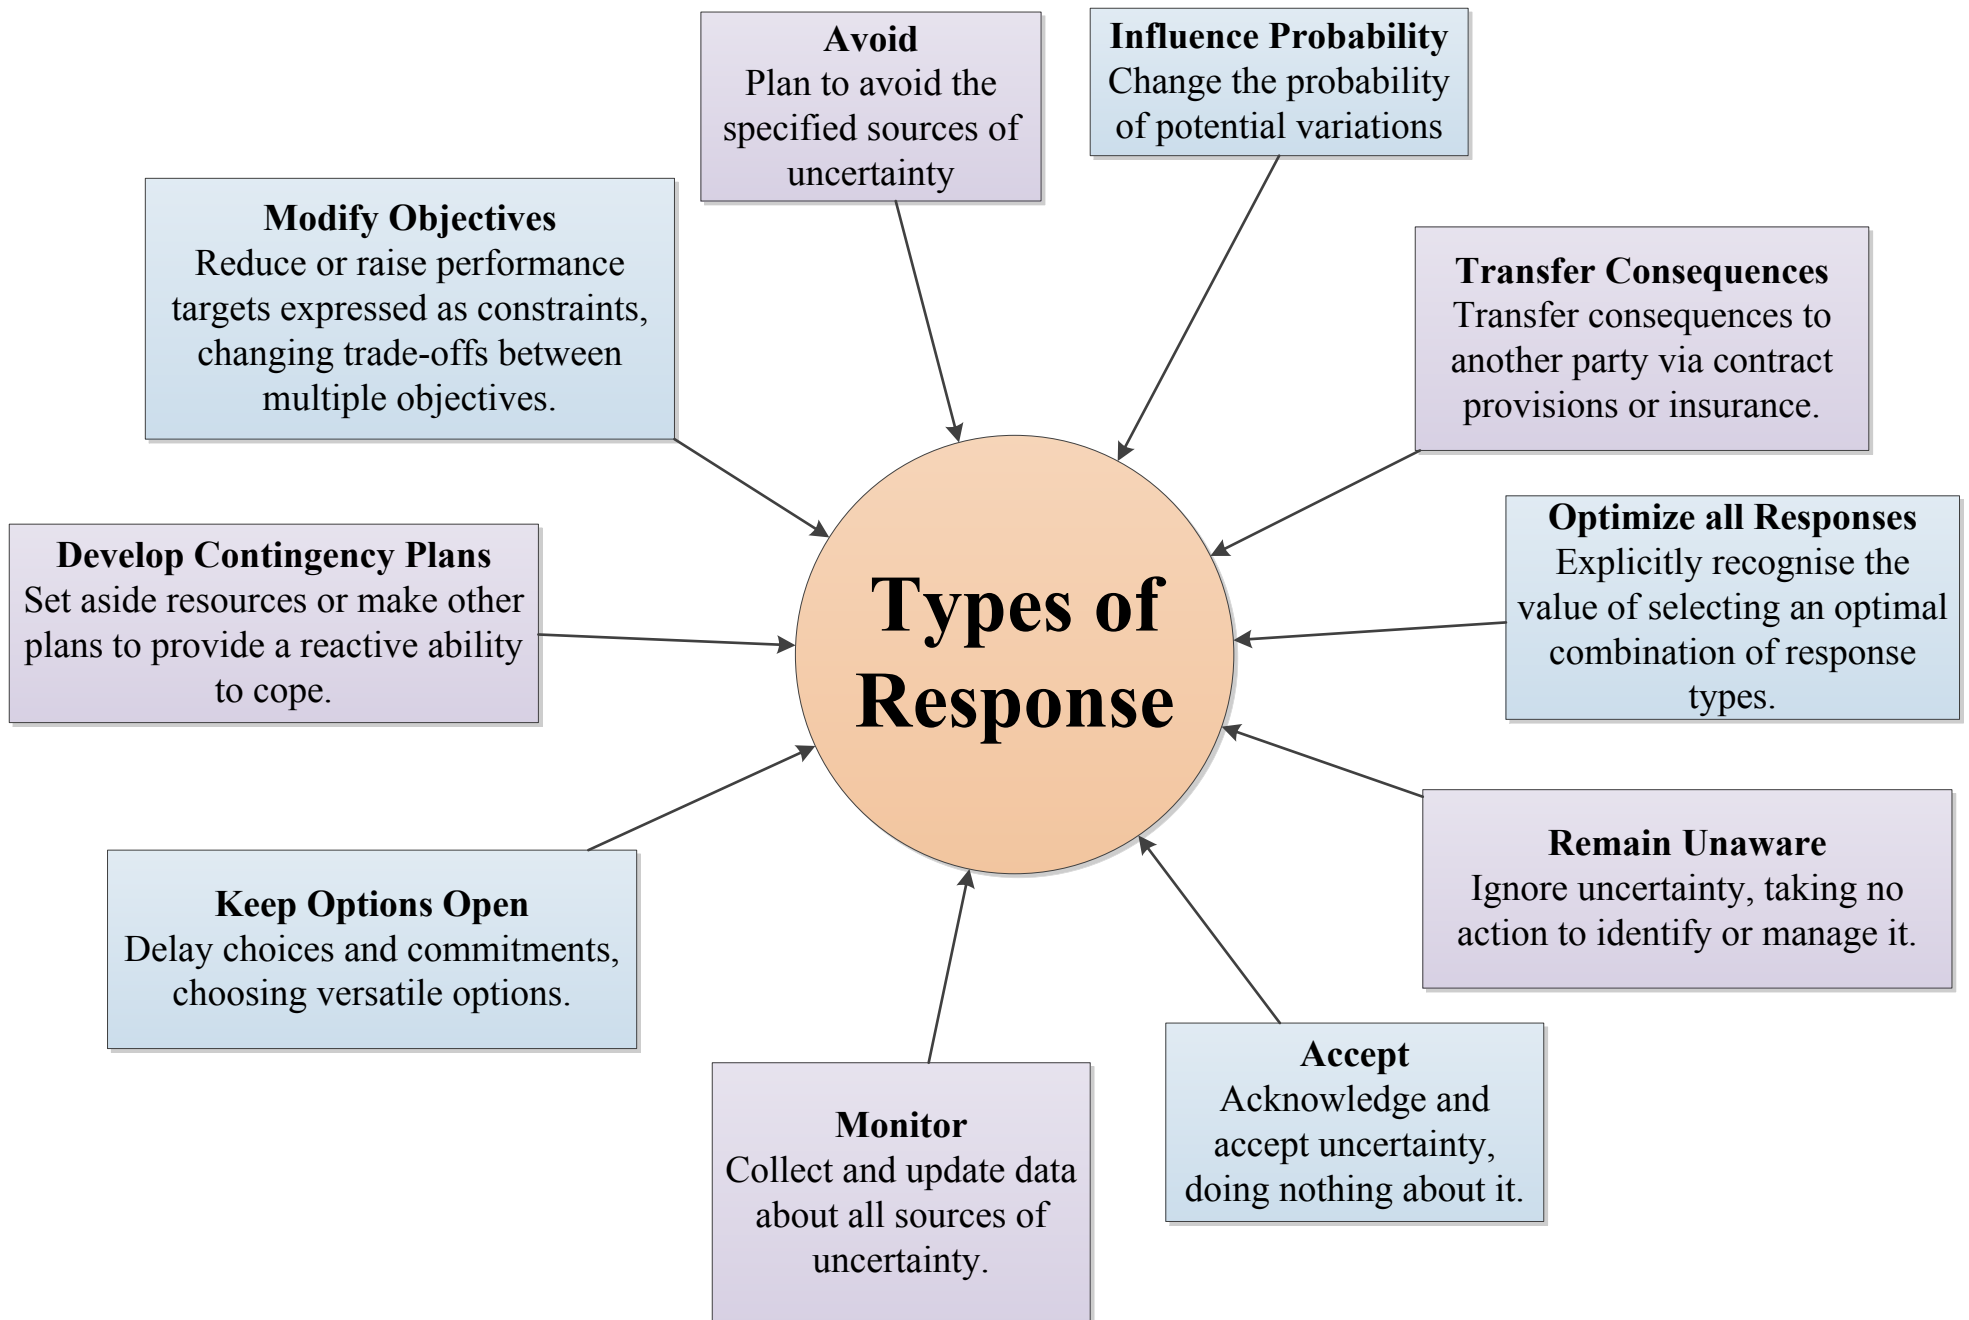 Avoid
Plan to avoid the
specified sources of
uncertainty
Influence Probability
Change the probability
of potential variations
Modify Objectives
Reduce or raise performance
targets expressed as constraints,
changing trade-offs between
multiple objectives.
Transfer Consequences
Transfer consequences to
another party via contract
provisions or insurance.
Develop Contingency Plans
Set aside resources or make other
plans to provide a reactive ability
to cope.
Types of
Response
Optimize all Responses
Explicitly recognise the
value of selecting an optimal
combination of response
types.
Keep Options Open
Delay choices and commitments,
choosing versatile options.
Remain Unaware
Ignore uncertainty, taking no
action to identify or manage it.
Monitor
Collect and update data
about all sources of
uncertainty.
Accept
Acknowledge and
accept uncertainty,
doing nothing about it.